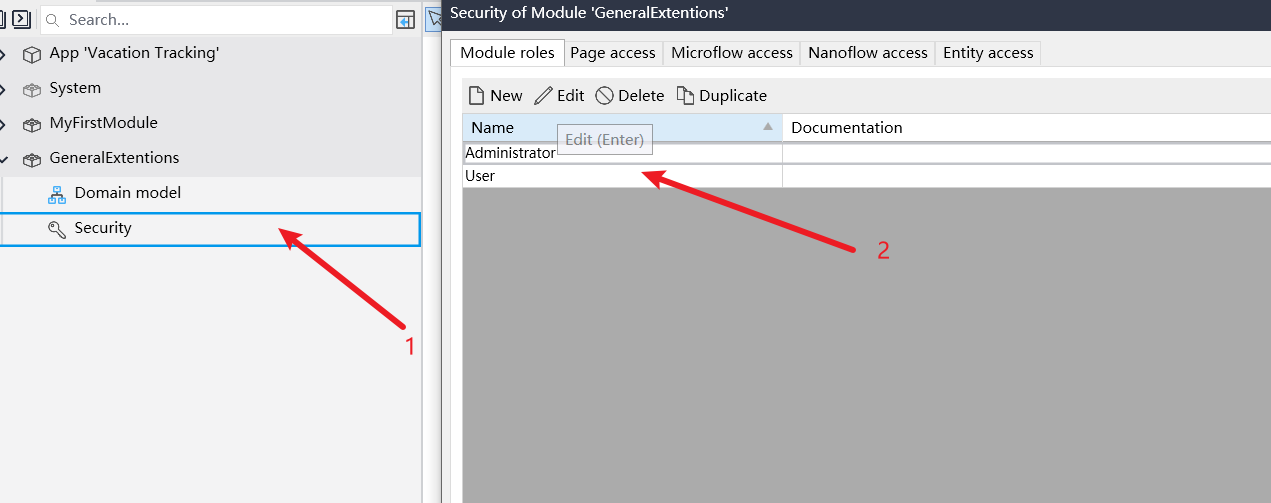 Search...
App 'Vacation Tracking'
System
MyFirstModule
GeneralExtentions
Domain model
Security
1
Security of Module 'GeneralExtentions'
Module roles Page access Microflow access Nanoflow access Entity access
New Edit Delete Duplicate
Name Documentation
Edit (Enter)
Administrator
User
2